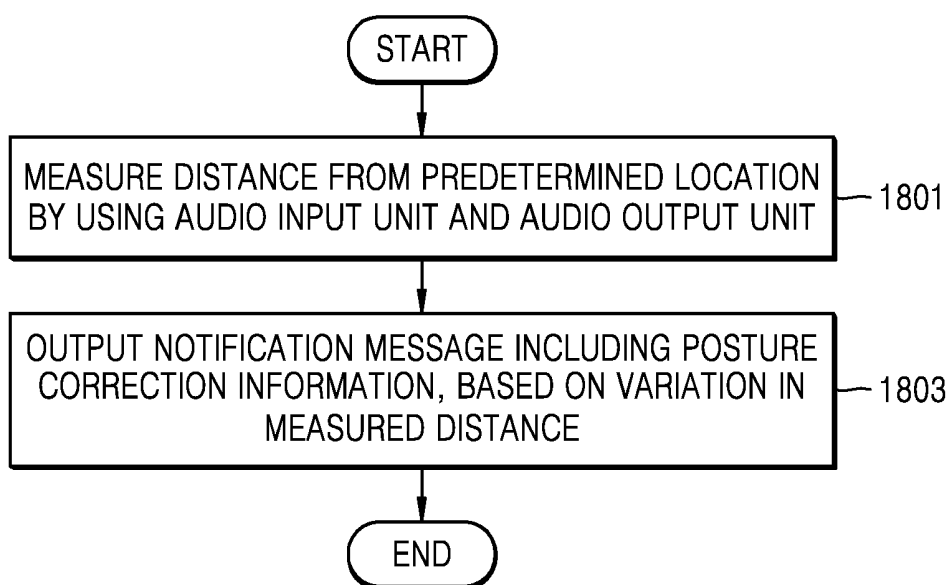 START
MEASURE DISTANCE FROM PREDETERMINED LOCATION
BY USING AUDIO INPUT UNIT AND AUDIO OUTPUT UNIT
1801
OUTPUT NOTIFICATION MESSAGE INCLUDING POSTURE
CORRECTION INFORMATION, BASED ON VARIATION IN
MEASURED DISTANCE
1803
END